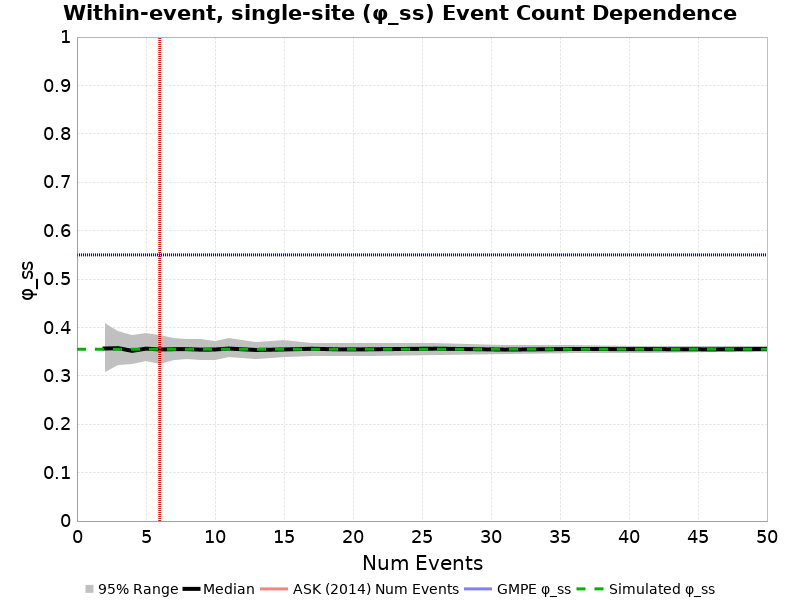 Within-event, single-site (φ_ss) Event Count Dependence
1
0.9
0.8
0.7
0.6
0.5
0.4
0.3
0.2
0.1
0
φ_ss
0 5 10 15 20 25 30 35 40 45 50
Num Events
95% Range Median ASK (2014) Num Events GMPE φ_ss Simulated φ_ss